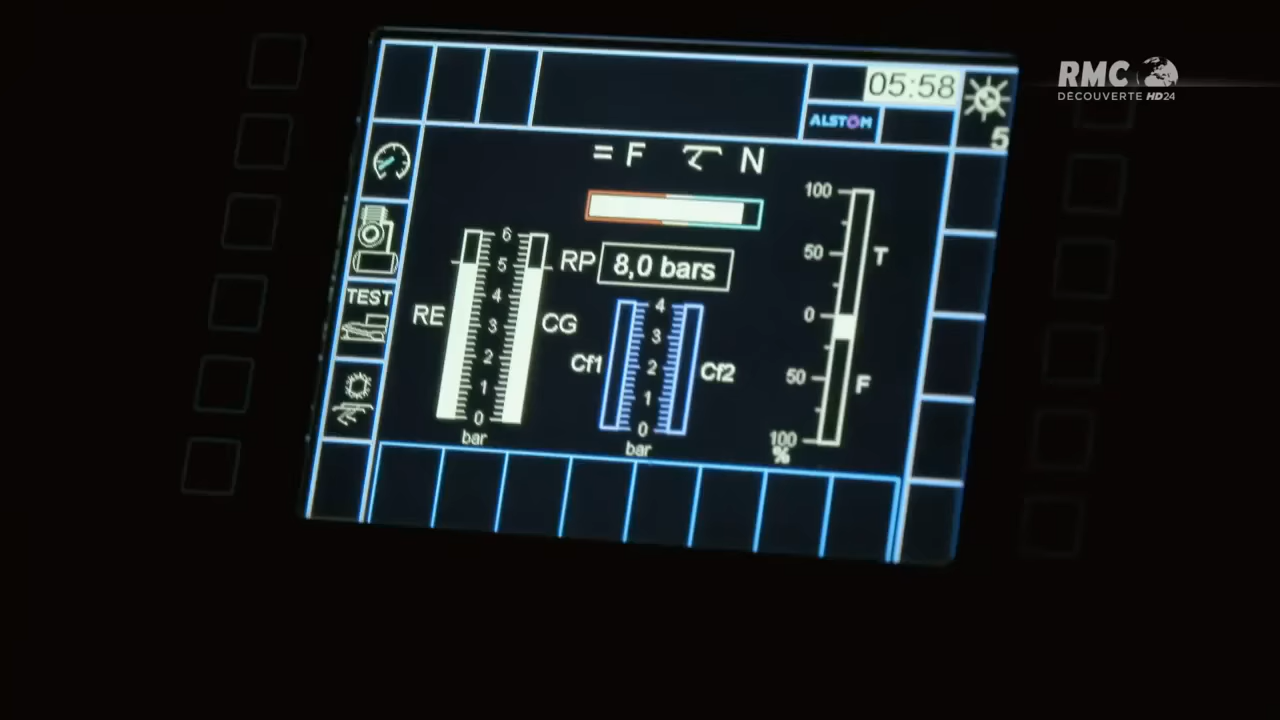 RMC
DÉCOUVERTE HD24
05:58
ALSTOM
5
= F N
100
50
0
50
100
%
T
F
RP 8,0 bars
6
5
4
3
2
1
0
bar
RE
CG
4
3
2
1
0
bar
Cf1
Cf2
TEST